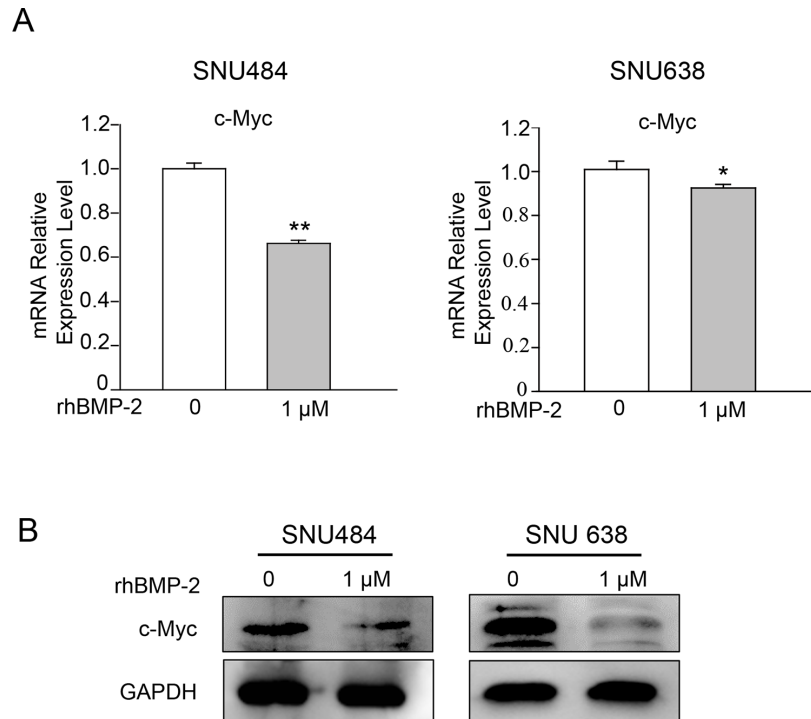 A
SNU484
c-Myc
mRNA Relative
Expression Level
1.2
1.0
0.8
0.6
0.4
0.2
0
**
rhBMP-2 0 1 µM
SNU638
c-Myc
mRNA Relative
Expression Level
1.2
1.0
0.8
0.6
0.4
0.2
0
*
rhBMP-2 0 1 µM
B
SNU484 SNU 638
rhBMP-2 0 1 µM 0 1 µM
c-Myc
GAPDH